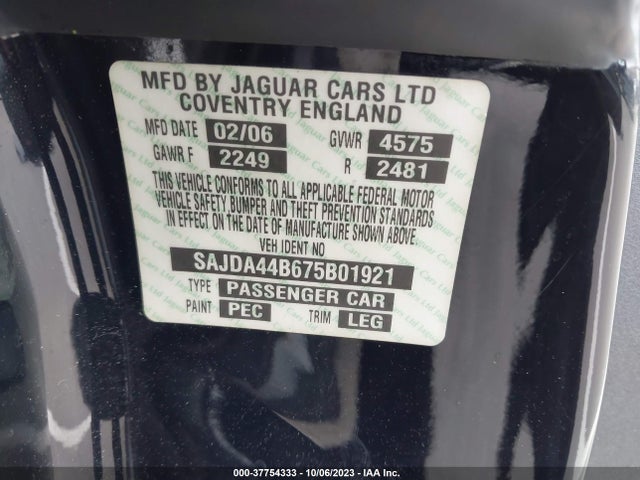 MFD BY JAGUAR CARS LTD
COVENTRY ENGLAND
MFD DATE 02/06 GVWR 4575
GAWR F 2249 R 2481
THIS VEHICLE CONFORMS TO ALL APPLICABLE FEDERAL MOTOR
VEHICLE SAFETY BUMPER AND THEFT PREVENTION STANDARDS
IN EFFECT ON THE DATE OF MANUFACTURE SHOWN ABOVE.
VEH IDENT NO
SAJDA44B675B01921
TYPE PASSENGER CAR
PAINT PEC TRIM LEG
000-37754333 - 10/06/2023 - IAA Inc.